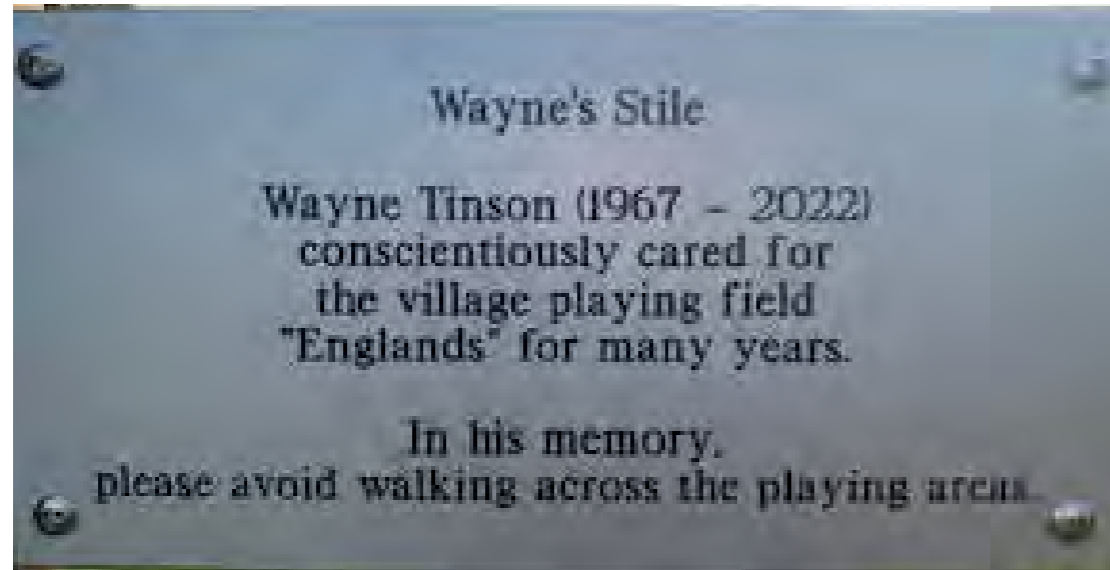 Wayne's Stile
Wayne Tinson (1967 - 2022)
conscientiously cared for
the village playing field
"Englands" for many years.
In his memory,
please avoid walking across the playing areas.